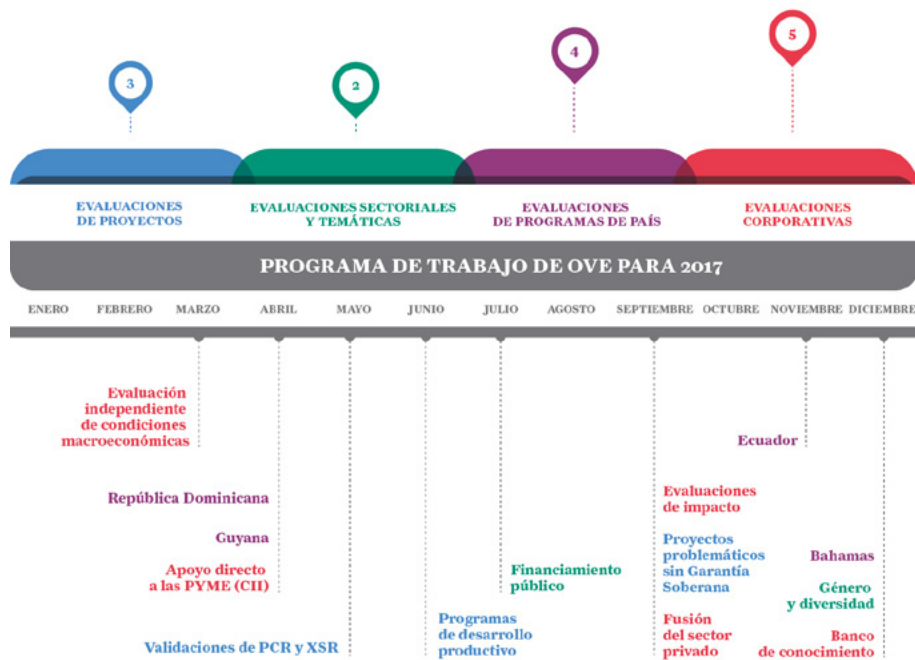 3
2
4
5
EVALUACIONES
DE PROYECTOS
EVALUACIONES SECTORIALES
Y TEMÁTICAS
EVALUACIONES
DE PROGRAMAS DE PAÍS
EVALUACIONES
CORPORATIVAS
PROGRAMA DE TRABAJO DE OVE PARA 2017
ENERO FEBRERO MARZO ABRIL MAYO JUNIO JULIO AGOSTO SEPTIEMBRE OCTUBRE NOVIEMBRE DICIEMBRE
Evaluación
independiente
de condiciones
macroeconómicas
República Dominicana
Guyana
Apoyo directo
a las PYME (CII)
Validaciones de PCR y XSR
Programas
de desarrollo
productivo
Financiamiento
público
Evaluaciones
de impacto
Proyectos
problemáticos
sin Garantía
Soberana
Fusión
del sector
privado
Ecuador
Bahamas
Género
y diversidad
Banco
de conocimiento